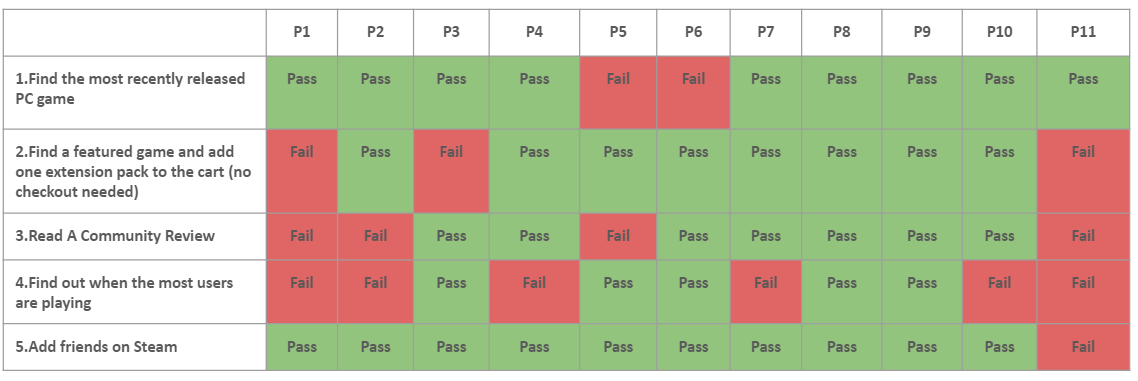 P1 P2 P3 P4 P5 P6 P7 P8 P9 P10 P11
1.Find the most recently released
PC game
Pass Pass Pass Pass Fail Fail Pass Pass Pass Pass Pass
2.Find a featured game and add
one extension pack to the cart (no
checkout needed)
Fail Pass Fail Pass Pass Pass Pass Pass Pass Pass Fail
3.Read A Community Review
Fail Fail Pass Pass Fail Pass Pass Pass Pass Pass Fail
4.Find out when the most users
are playing
Fail Fail Pass Fail Pass Pass Fail Pass Pass Fail Fail
5.Add friends on Steam
Pass Pass Pass Pass Pass Pass Pass Pass Pass Pass Fail